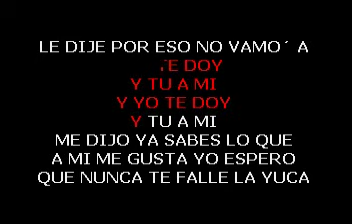 LE DIJE POR ESO NO VAMO´ A
TE DOY
Y TU A MI
Y YO TE DOY
Y TU A MI
ME DIJO YA SABES LO QUE
A MI ME GUSTA YO ESPERO
QUE NUNCA TE FALLE LA YUCA